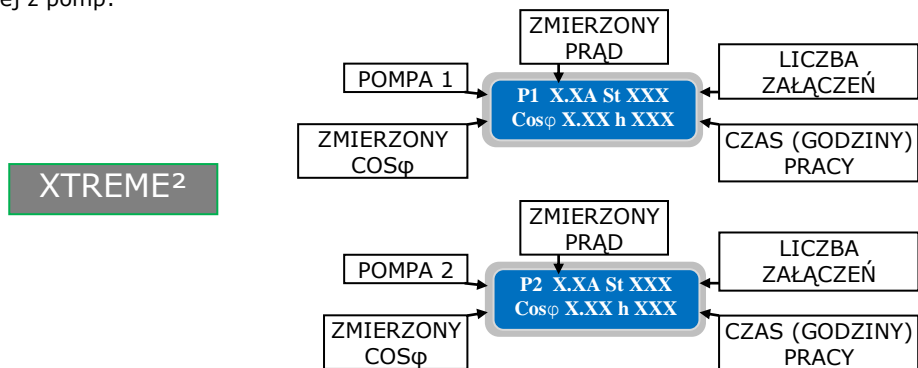 ej z pomp:
ZMIERZONY
PRĄD
LICZBA
ZAŁĄCZEŃ
POMPA 1
P1 X.XA St XXX
Cosφ X.XX h XXX
ZMIERZONY
COSφ
CZAS (GODZINY)
PRACY
XTREME²
ZMIERZONY
PRĄD
LICZBA
ZAŁĄCZEŃ
POMPA 2
P2 X.XA St XXX
Cosφ X.XX h XXX
ZMIERZONY
COSφ
CZAS (GODZINY)
PRACY